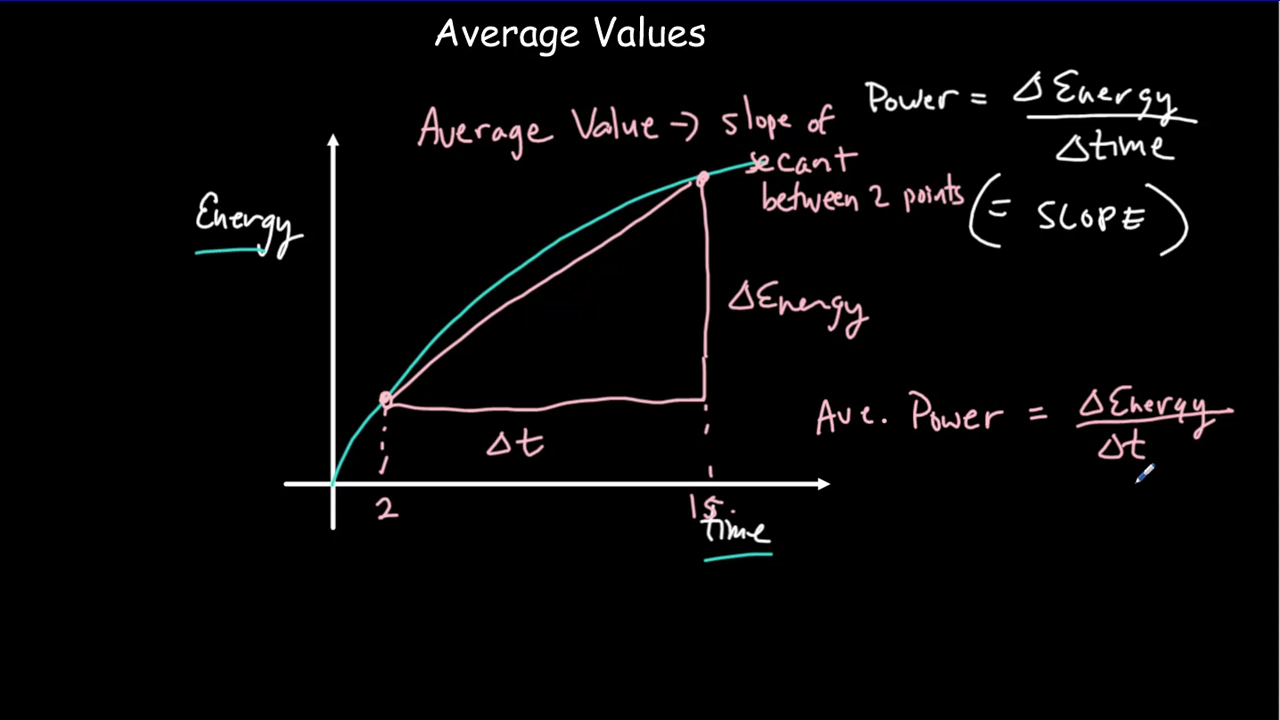 Average Values
Average Value → slope of
secant
between 2 points
Power = ΔEnergy
Δtime
(= SLOPE)
Energy
ΔEnergy
Ave. Power = ΔEnergy
Δt
Δt
2
15.
time